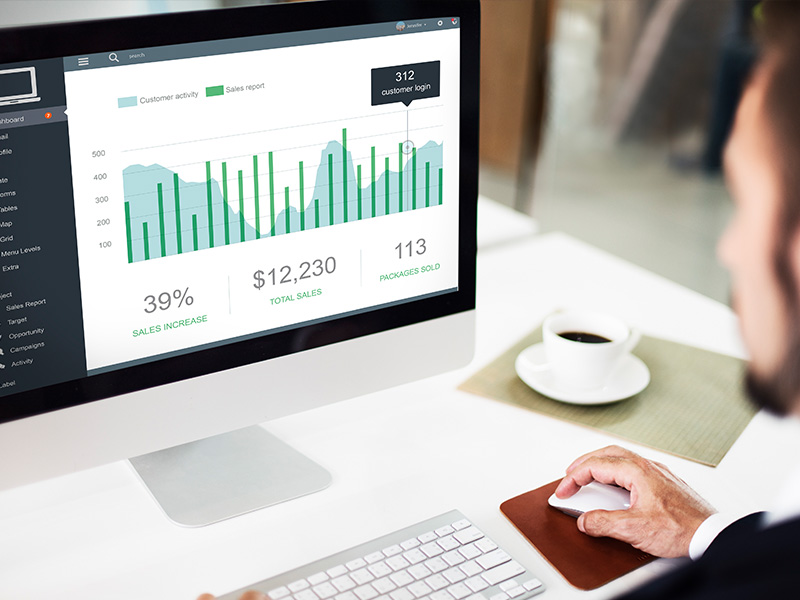 Jennifer
Search
Customer activity
Sales report
312
customer login
500
400
300
200
100
39%
SALES INCREASE
$12,230
TOTAL SALES
113
PACKAGES SOLD
Tables
Map
Grid
Menu Levels
Extra
Sales Report
Target
Opportunity
Campaigns
Activity
Label